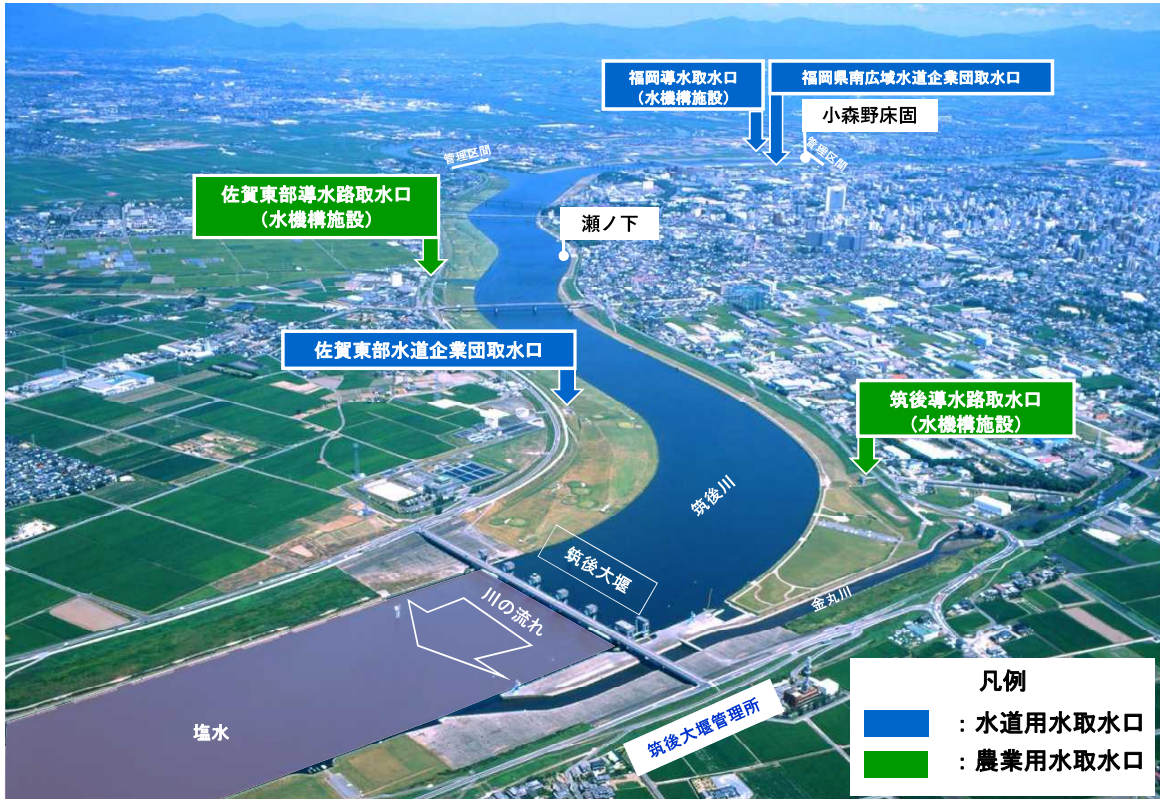 福岡導水取水口
（水機構施設）
福岡県南広域水道企業団取水口
小森野床固
管理区間
管理区間
佐賀東部導水路取水口
（水機構施設）
瀬ノ下
佐賀東部水道企業団取水口
筑後導水路取水口
（水機構施設）
筑後川
筑後大堰
川の流れ
金丸川
塩水
筑後大堰管理所
凡例
：水道用水取水口
：農業用水取水口